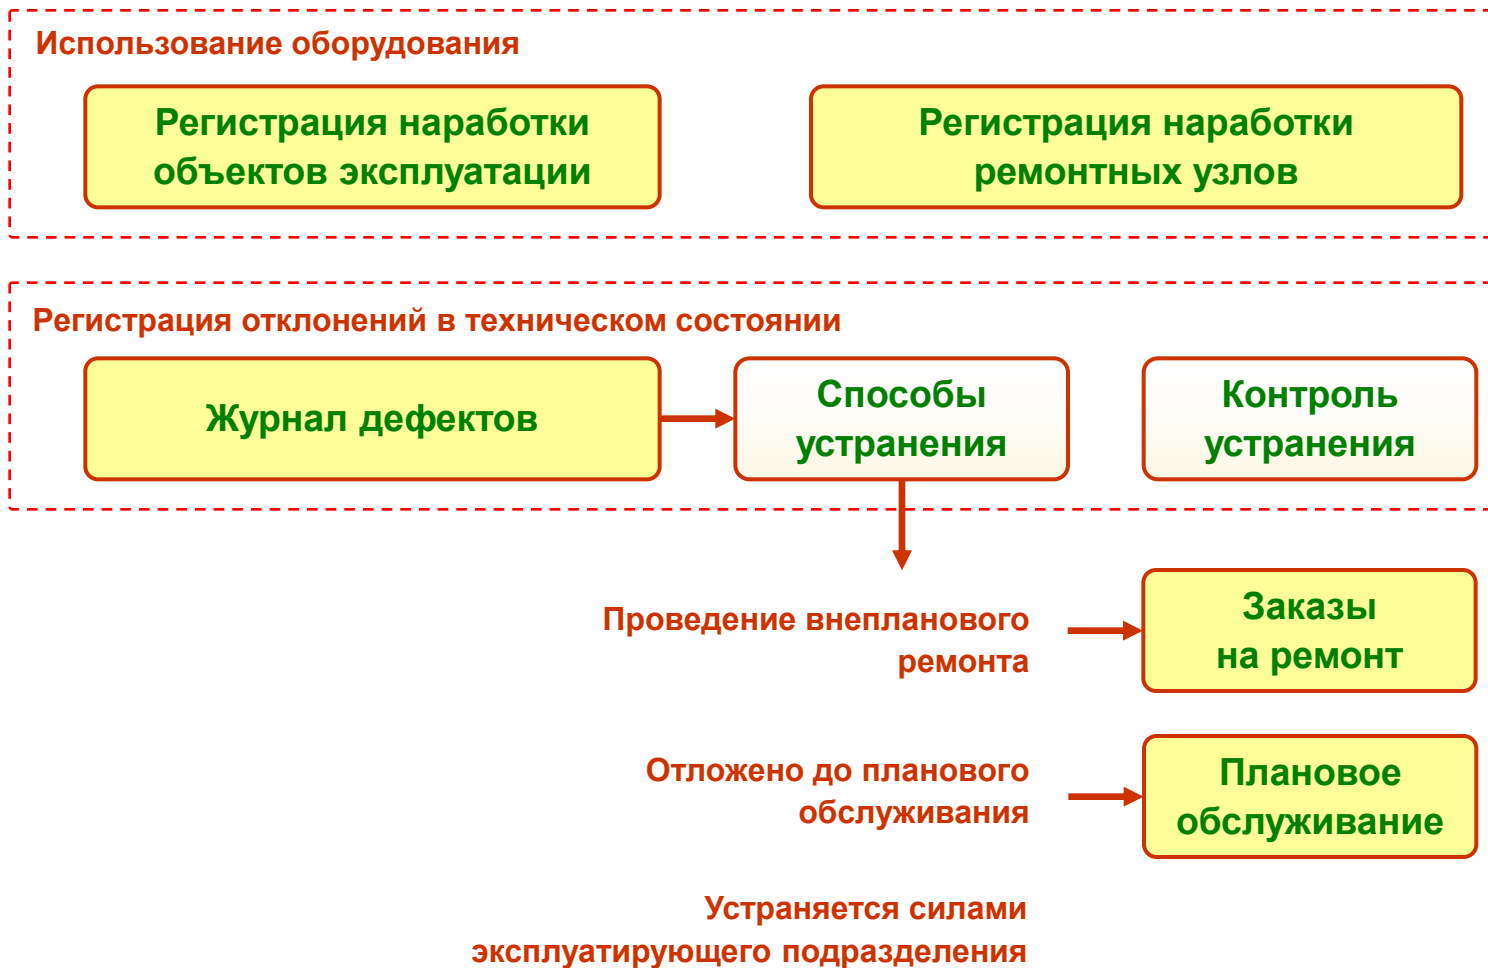 Использование оборудования
Регистрация наработки
объектов эксплуатации
Регистрация наработки
ремонтных узлов
Регистрация отклонений в техническом состоянии
Журнал дефектов
Способы
устранения
Контроль
устранения
Проведение внепланового
ремонта
Заказы
на ремонт
Отложено до планового
обслуживания
Плановое
обслуживание
Устраняется силами
эксплуатирующего подразделения